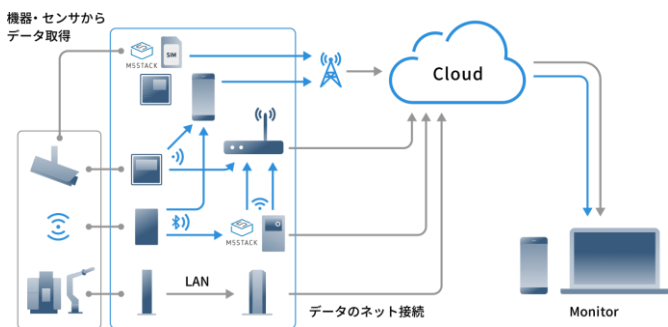 機器・センサから
データ取得
M5STACK
SIM
Cloud
M5STACK
LAN
データのネット接続
Monitor